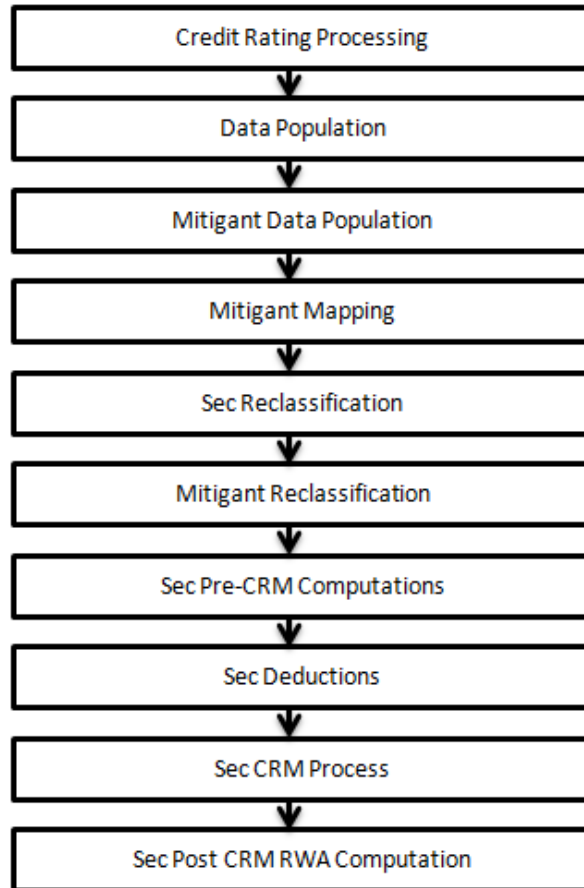 Credit Rating Processing
Data Population
Mitigant Data Population
Mitigant Mapping
Sec Reclassification
Mitigant Reclassification
Sec Pre-CRM Computations
Sec Deductions
Sec CRM Process
Sec Post CRM RWA Computation